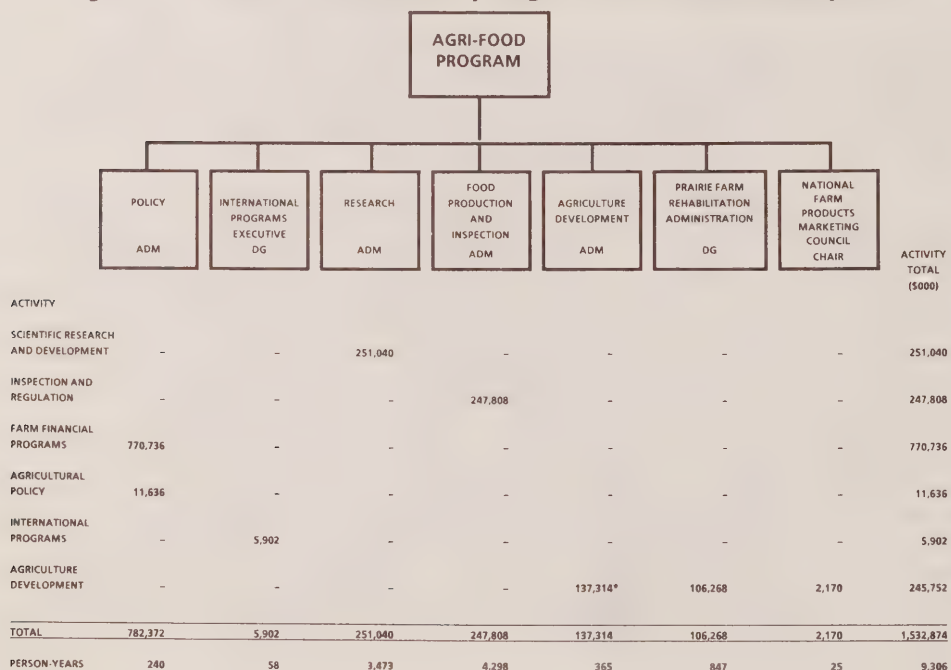 AGRI-FOOD
PROGRAM
POLICY
ADM
INTERNATIONAL
PROGRAMS
EXECUTIVE
DG
RESEARCH
ADM
FOOD
PRODUCTION
AND
INSPECTION
ADM
AGRICULTURE
DEVELOPMENT
ADM
PRAIRIE FARM
REHABILITATION
ADMINISTRATION
DG
NATIONAL
FARM
PRODUCTS
MARKETING
COUNCIL
CHAIR
ACTIVITY
TOTAL
($000)
ACTIVITY
SCIENTIFIC RESEARCH
AND DEVELOPMENT – – 251,040 – – – – 251,040
INSPECTION AND
REGULATION – – – 247,808 – – – 247,808
FARM FINANCIAL
PROGRAMS 770,736 – – – – – – 770,736
AGRICULTURAL
POLICY 11,636 – – – – – – 11,636
INTERNATIONAL
PROGRAMS – 5,902 – – – – – 5,902
AGRICULTURE
DEVELOPMENT – – – – 137,314* 106,268 2,170 245,752
TOTAL 782,372 5,902 251,040 247,808 137,314 106,268 2,170 1,532,874
PERSON-YEARS 240 58 3,473 4,298 365 847 25 9,306